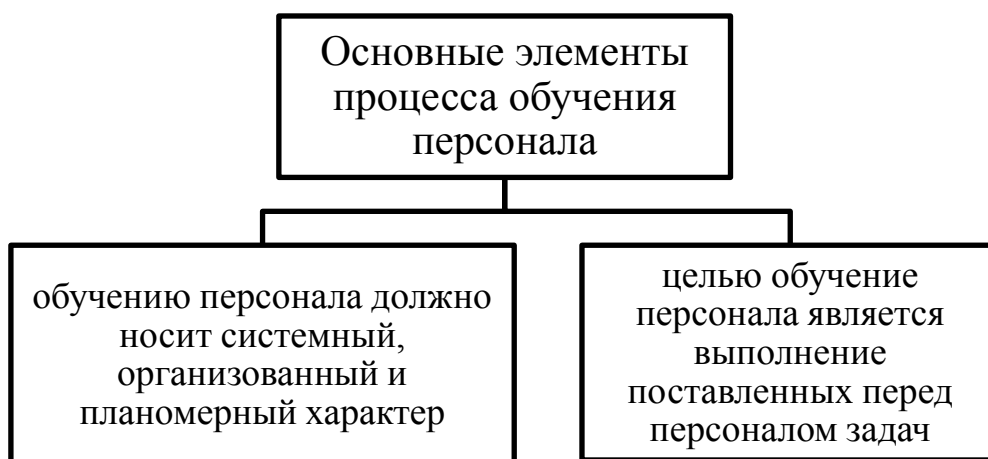 Основные элементы
процесса обучения
персонала
обучению персонала должно
носит системный,
организованный и
планомерный характер
целью обучение
персонала является
выполнение
поставленных перед
персоналом задач